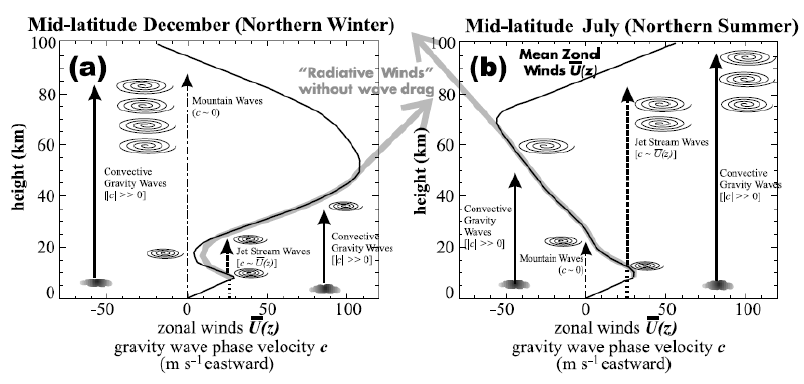 Mid-latitude December (Northern Winter)
Mid-latitude July (Northern Summer)
(a)
"Radiative Winds"
without wave drag
Mountain Waves
(c ~ 0)
Convective
Gravity Waves
[|c| >> 0]
Jet Stream Waves
[c ~ U̅(z)]
Convective
Gravity Waves
[|c| >> 0]
height (km)
100
80
60
40
20
0
-50
0
50
100
zonal winds U̅(z)
gravity wave phase velocity c
(m s⁻¹ eastward)
(b)
Mean Zonal
Winds U̅(z)
Jet Stream Waves
[c ~ U̅(z)]
Convective
Gravity Waves
[|c| >> 0]
Convective
Gravity
Waves
[|c| >> 0]
Mountain Waves
(c ~ 0)
height (km)
100
80
60
40
20
0
-50
0
50
100
zonal winds U̅(z)
gravity wave phase velocity c
(m s⁻¹ eastward)